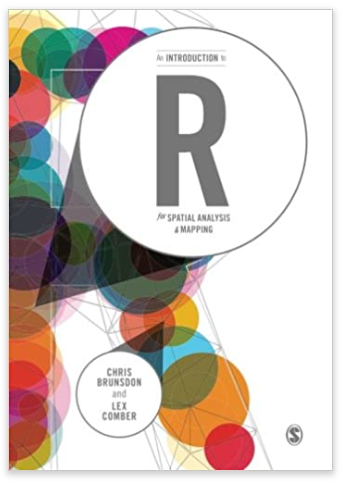 An INTRODUCTION to
R
for SPATIAL ANALYSIS
& MAPPING
CHRIS
BRUNSDON
and
LEX
COMBER
S